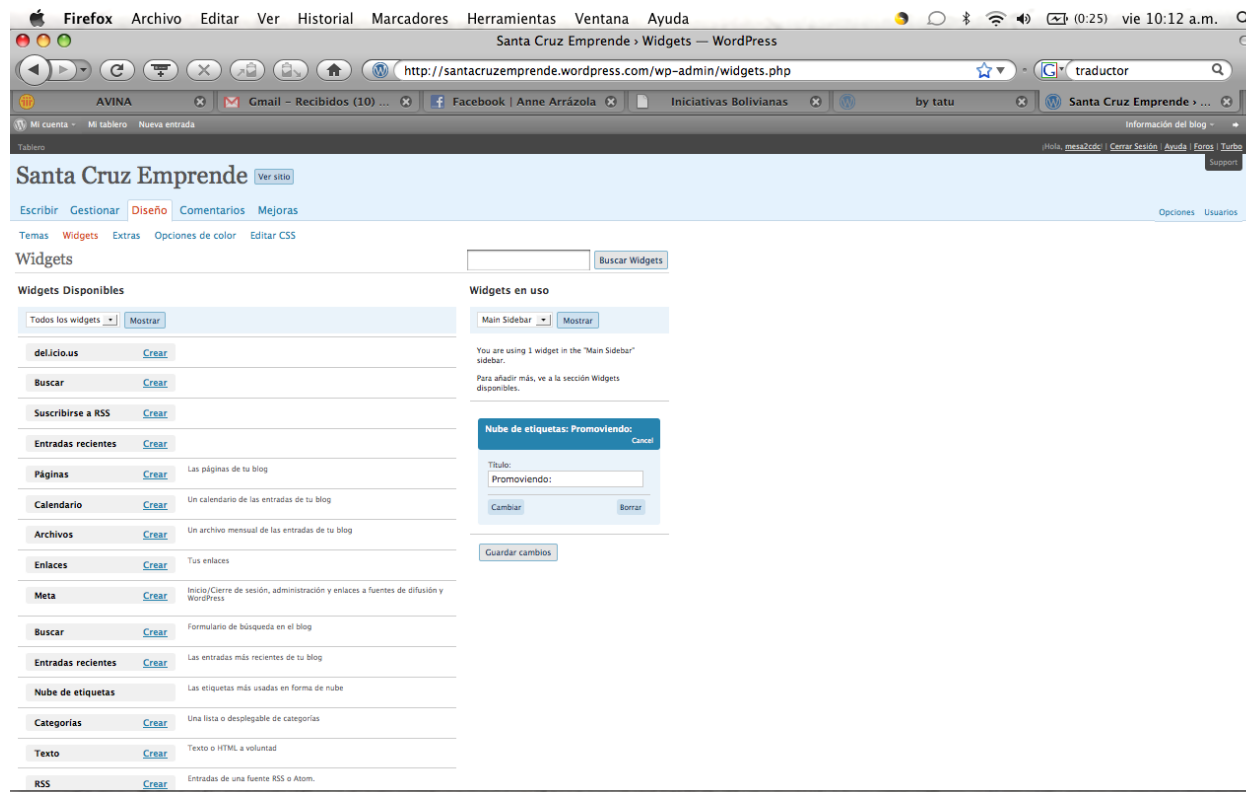 Firefox Archivo Editar Ver Historial Marcadores Herramientas Ventana Ayuda (0:25) vie 10:12 a.m.
Santa Cruz Emprende › Widgets — WordPress
http://santacruzemprende.wordpress.com/wp-admin/widgets.php G traductor
AVINA Gmail – Recibidos (10) ... Facebook | Anne Arrázola Iniciativas Bolivianas by tatu Santa Cruz Emprende › ...
Mi cuenta Mi tablero Nueva entrada Información del blog
Tablero ¡Hola, mesa2cdc! | Cerrar Sesión | Ayuda | Foros | Turbo
Support
Santa Cruz Emprende Ver sitio
Escribir Gestionar Diseño Comentarios Mejoras Opciones Usuarios
Temas Widgets Extras Opciones de color Editar CSS
Widgets Buscar Widgets
Widgets Disponibles
Todos los widgets Mostrar
del.icio.us Crear
Buscar Crear
Suscribirse a RSS Crear
Entradas recientes Crear
Páginas Crear Las páginas de tu blog
Calendario Crear Un calendario de las entradas de tu blog
Archivos Crear Un archivo mensual de las entradas de tu blog
Enlaces Crear Tus enlaces
Meta Crear Inicio/Cierre de sesión, administración y enlaces a fuentes de difusión y
WordPress
Buscar Crear Formulario de búsqueda en el blog
Entradas recientes Crear Las entradas más recientes de tu blog
Nube de etiquetas Las etiquetas más usadas en forma de nube
Categorías Crear Una lista o desplegable de categorías
Texto Crear Texto o HTML a voluntad
RSS Crear Entradas de una fuente RSS o Atom.
Widgets en uso
Main Sidebar Mostrar
You are using 1 widget in the "Main Sidebar"
sidebar.
Para añadir más, ve a la sección Widgets
disponibles.
Nube de etiquetas: Promoviendo:
Cancel
Título:
Promoviendo:
Cambiar Borrar
Guardar cambios